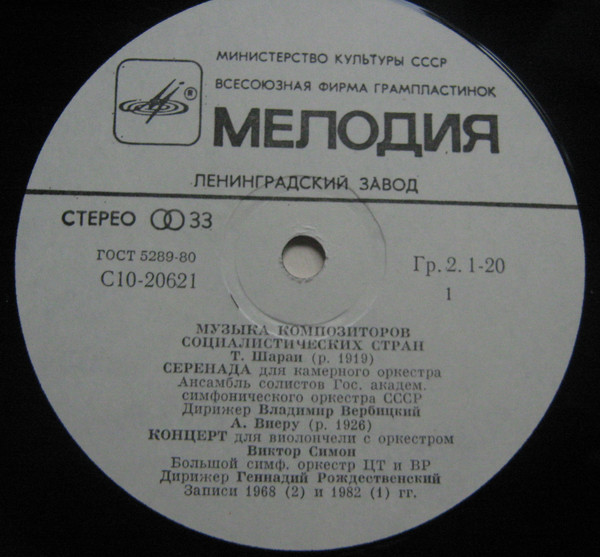 МИНИСТЕРСТВО КУЛЬТУРЫ СССР
ВСЕСОЮЗНАЯ ФИРМА ГРАМПЛАСТИНОК
®
МЕЛОДИЯ
ЛЕНИНГРАДСКИЙ ЗАВОД
СТЕРЕО 33
ГОСТ 5289-80
Гр. 2. 1-20
С10-20621
1
МУЗЫКА КОМПОЗИТОРОВ
СОЦИАЛИСТИЧЕСКИХ СТРАН
Т. Шараи (р. 1919)
СЕРЕНАДА для камерного оркестра
Ансамбль солистов Гос. академ.
симфонического оркестра СССР
Дирижер Владимир Вербицкий
А. Виеру (р. 1926)
КОНЦЕРТ для виолончели с оркестром
Виктор Симон
Большой симф. оркестр ЦТ и ВР
Дирижер Геннадий Рождественский
Записи 1968 (2) и 1982 (1) гг.